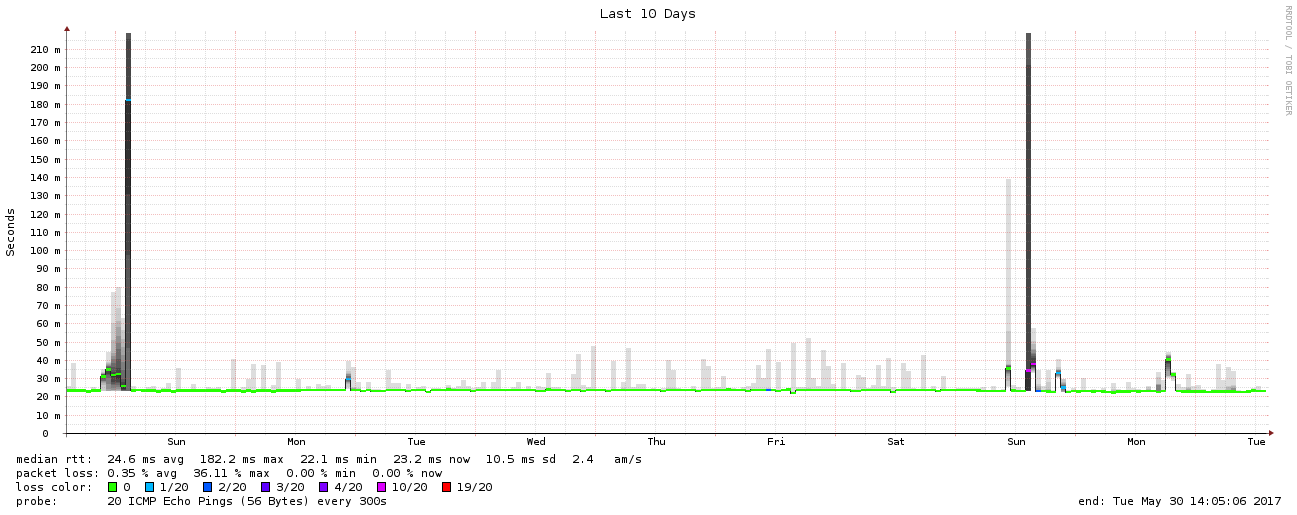 Last 10 Days
RRDTOOL / TOBI OETIKER
Seconds
210 m
200 m
190 m
180 m
170 m
160 m
150 m
140 m
130 m
120 m
110 m
100 m
90 m
80 m
70 m
60 m
50 m
40 m
30 m
20 m
10 m
0
Sun Mon Tue Wed Thu Fri Sat Sun Mon Tue
median rtt: 24.6 ms avg 182.2 ms max 22.1 ms min 23.2 ms now 10.5 ms sd 2.4 am/s
packet loss: 0.35 % avg 36.11 % max 0.00 % min 0.00 % now
loss color: 0 1/20 2/20 3/20 4/20 10/20 19/20
probe: 20 ICMP Echo Pings (56 Bytes) every 300s end: Tue May 30 14:05:06 2017